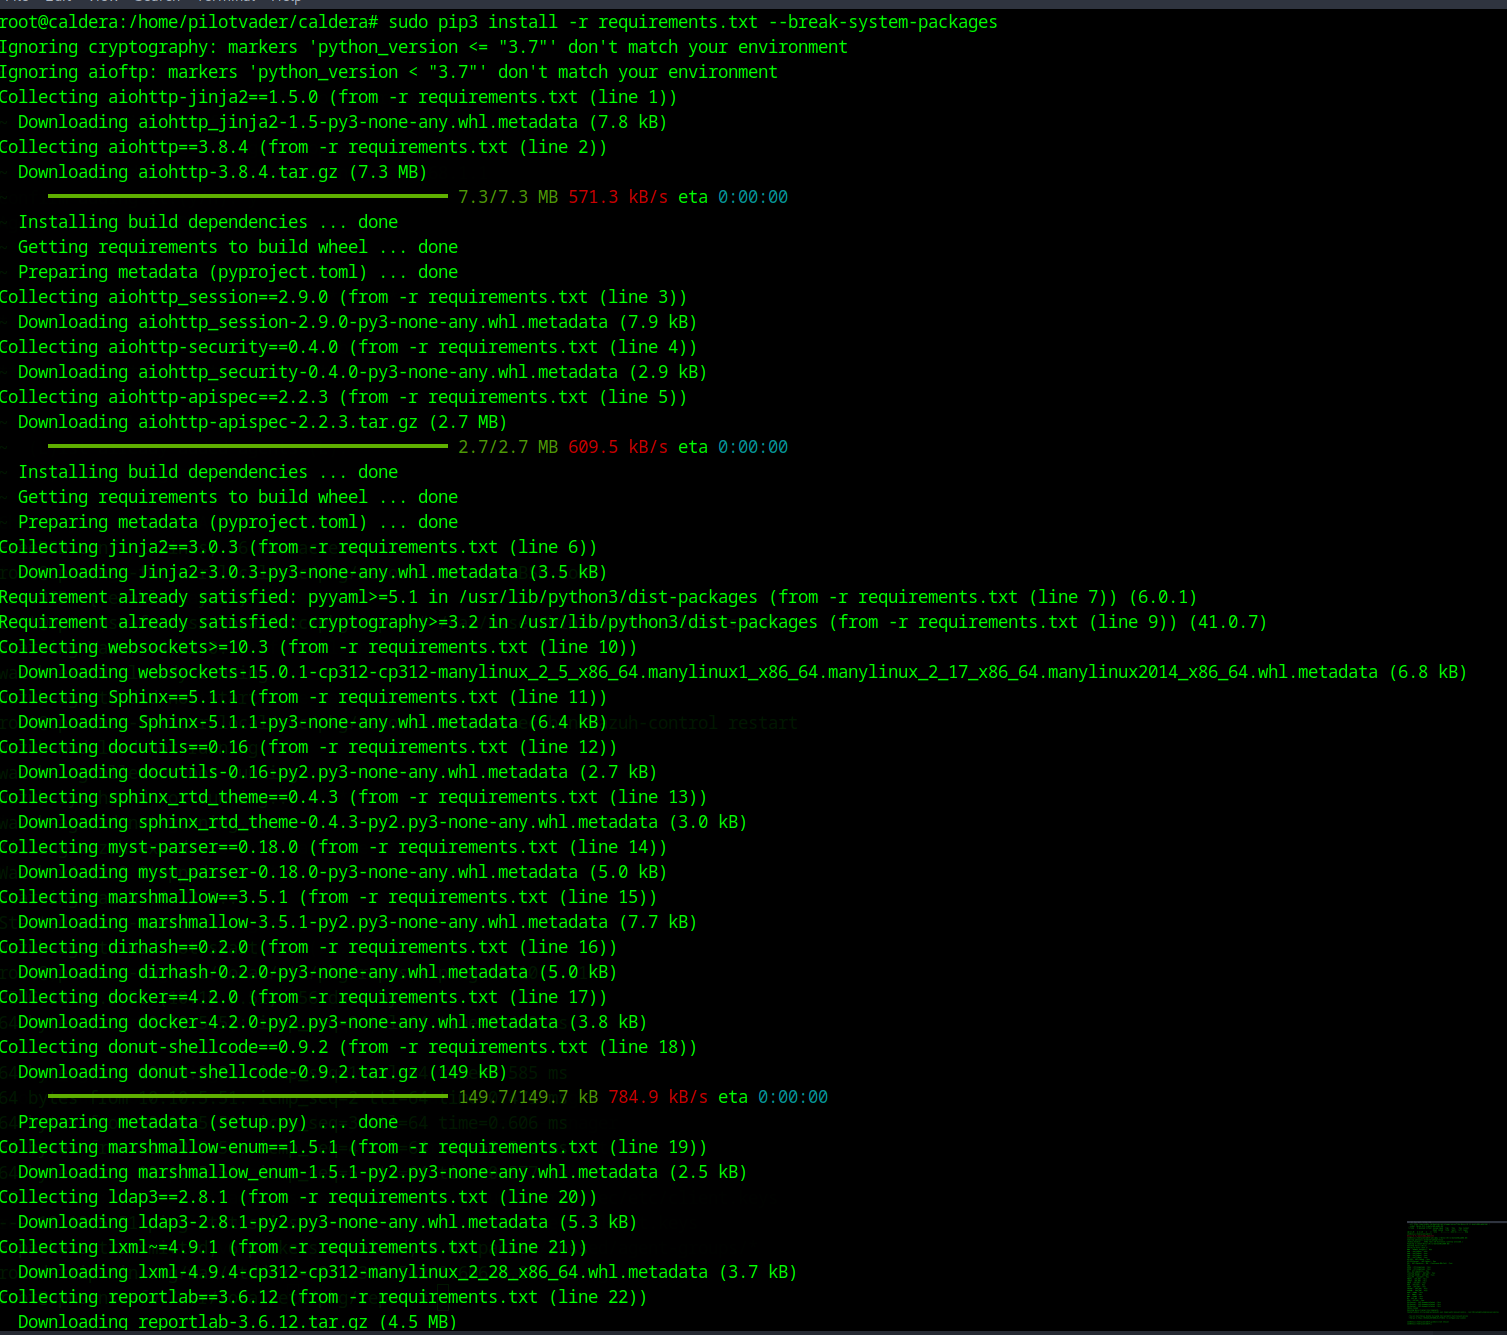 root@caldera:/home/pilotvader/caldera# sudo pip3 install -r requirements.txt --break-system-packages
Ignoring cryptography: markers 'python_version <= "3.7"' don't match your environment
Ignoring aioftp: markers 'python_version < "3.7"' don't match your environment
Collecting aiohttp-jinja2==1.5.0 (from -r requirements.txt (line 1))
  Downloading aiohttp_jinja2-1.5-py3-none-any.whl.metadata (7.8 kB)
Collecting aiohttp==3.8.4 (from -r requirements.txt (line 2))
  Downloading aiohttp-3.8.4.tar.gz (7.3 MB)
7.3/7.3 MB 571.3 kB/s eta 0:00:00
  Installing build dependencies ... done
  Getting requirements to build wheel ... done
  Preparing metadata (pyproject.toml) ... done
Collecting aiohttp_session==2.9.0 (from -r requirements.txt (line 3))
  Downloading aiohttp_session-2.9.0-py3-none-any.whl.metadata (7.9 kB)
Collecting aiohttp-security==0.4.0 (from -r requirements.txt (line 4))
  Downloading aiohttp_security-0.4.0-py3-none-any.whl.metadata (2.9 kB)
Collecting aiohttp-apispec==2.2.3 (from -r requirements.txt (line 5))
  Downloading aiohttp-apispec-2.2.3.tar.gz (2.7 MB)
2.7/2.7 MB 609.5 kB/s eta 0:00:00
  Installing build dependencies ... done
  Getting requirements to build wheel ... done
  Preparing metadata (pyproject.toml) ... done
Collecting jinja2==3.0.3 (from -r requirements.txt (line 6))
  Downloading Jinja2-3.0.3-py3-none-any.whl.metadata (3.5 kB)
Requirement already satisfied: pyyaml>=5.1 in /usr/lib/python3/dist-packages (from -r requirements.txt (line 7)) (6.0.1)
Requirement already satisfied: cryptography>=3.2 in /usr/lib/python3/dist-packages (from -r requirements.txt (line 9)) (41.0.7)
Collecting websockets>=10.3 (from -r requirements.txt (line 10))
  Downloading websockets-15.0.1-cp312-cp312-manylinux_2_5_x86_64.manylinux1_x86_64.manylinux_2_17_x86_64.manylinux2014_x86_64.whl.metadata (6.8 kB)
Collecting Sphinx==5.1.1 (from -r requirements.txt (line 11))
  Downloading Sphinx-5.1.1-py3-none-any.whl.metadata (6.4 kB)
Collecting docutils==0.16 (from -r requirements.txt (line 12))
  Downloading docutils-0.16-py2.py3-none-any.whl.metadata (2.7 kB)
Collecting sphinx_rtd_theme==0.4.3 (from -r requirements.txt (line 13))
  Downloading sphinx_rtd_theme-0.4.3-py2.py3-none-any.whl.metadata (3.0 kB)
Collecting myst-parser==0.18.0 (from -r requirements.txt (line 14))
  Downloading myst_parser-0.18.0-py3-none-any.whl.metadata (5.0 kB)
Collecting marshmallow==3.5.1 (from -r requirements.txt (line 15))
  Downloading marshmallow-3.5.1-py2.py3-none-any.whl.metadata (7.7 kB)
Collecting dirhash==0.2.0 (from -r requirements.txt (line 16))
  Downloading dirhash-0.2.0-py3-none-any.whl.metadata (5.0 kB)
Collecting docker==4.2.0 (from -r requirements.txt (line 17))
  Downloading docker-4.2.0-py2.py3-none-any.whl.metadata (3.8 kB)
Collecting donut-shellcode==0.9.2 (from -r requirements.txt (line 18))
  Downloading donut-shellcode-0.9.2.tar.gz (149 kB)
149.7/149.7 kB 784.9 kB/s eta 0:00:00
  Preparing metadata (setup.py) ... done
Collecting marshmallow-enum==1.5.1 (from -r requirements.txt (line 19))
  Downloading marshmallow_enum-1.5.1-py2.py3-none-any.whl.metadata (2.5 kB)
Collecting ldap3==2.8.1 (from -r requirements.txt (line 20))
  Downloading ldap3-2.8.1-py2.py3-none-any.whl.metadata (5.3 kB)
Collecting lxml~=4.9.1 (from -r requirements.txt (line 21))
  Downloading lxml-4.9.4-cp312-cp312-manylinux_2_28_x86_64.whl.metadata (3.7 kB)
Collecting reportlab==3.6.12 (from -r requirements.txt (line 22))
  Downloading reportlab-3.6.12.tar.gz (4.5 MB)